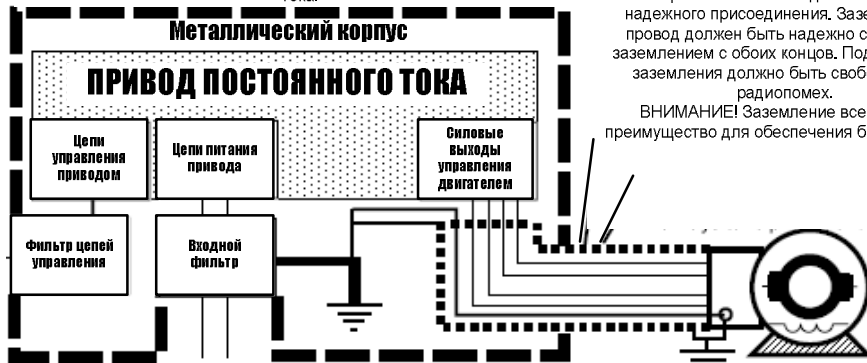 Металлический корпус
ПРИВОД ПОСТОЯННОГО ТОКА
Цепи
управления
приводом
Цепи питания
привода
Силовые
выходы
управления
двигателем
Фильтр цепей
управления
Входной
фильтр
надежного присоединения. Зазе
провод должен быть надежно с
заземлением с обоих концов. Под
заземления должно быть своб
радиопомех.
ВНИМАНИЕ! Заземление все
преимущество для обеспечения б